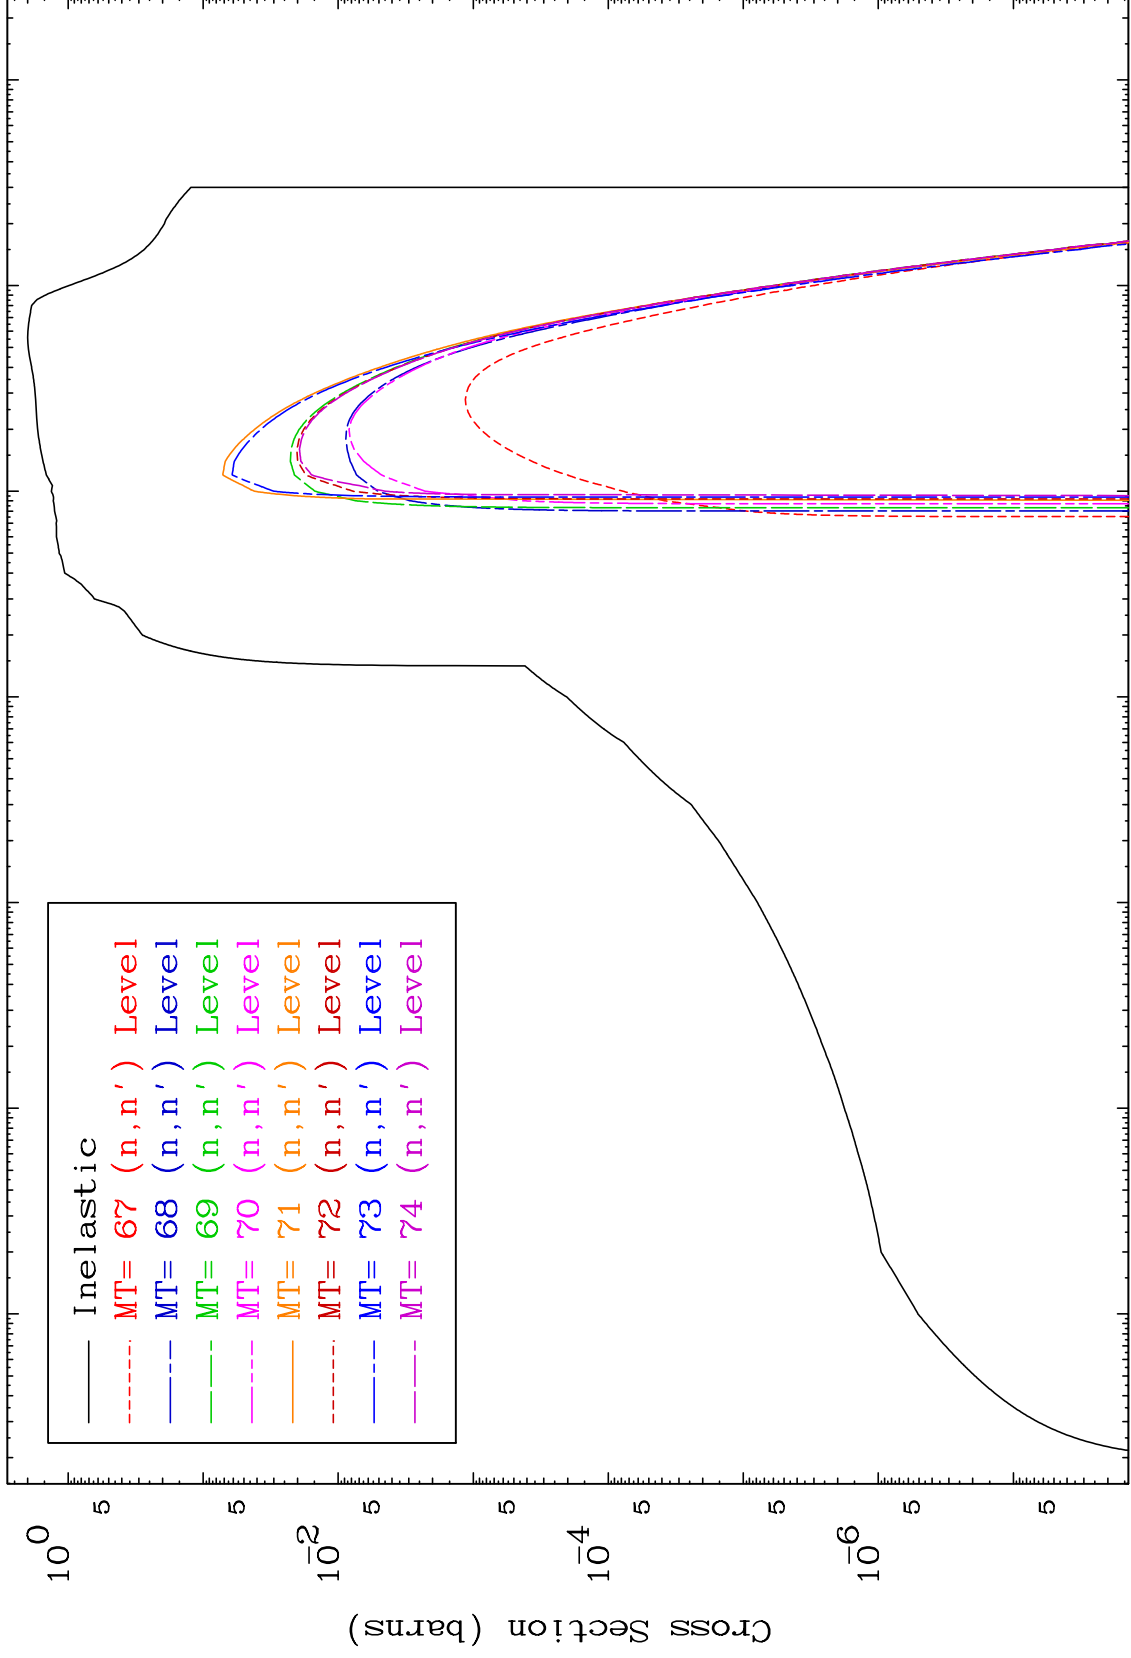 Inelastic
MT= 67 (n,n') Level
MT= 68 (n,n') Level
MT= 69 (n,n') Level
MT= 70 (n,n') Level
MT= 71 (n,n') Level
MT= 72 (n,n') Level
MT= 73 (n,n') Level
MT= 74 (n,n') Level
10^0
5
5
10^-2
5
5
10^-4
5
5
10^-6
5
5
Cross Section (barns)